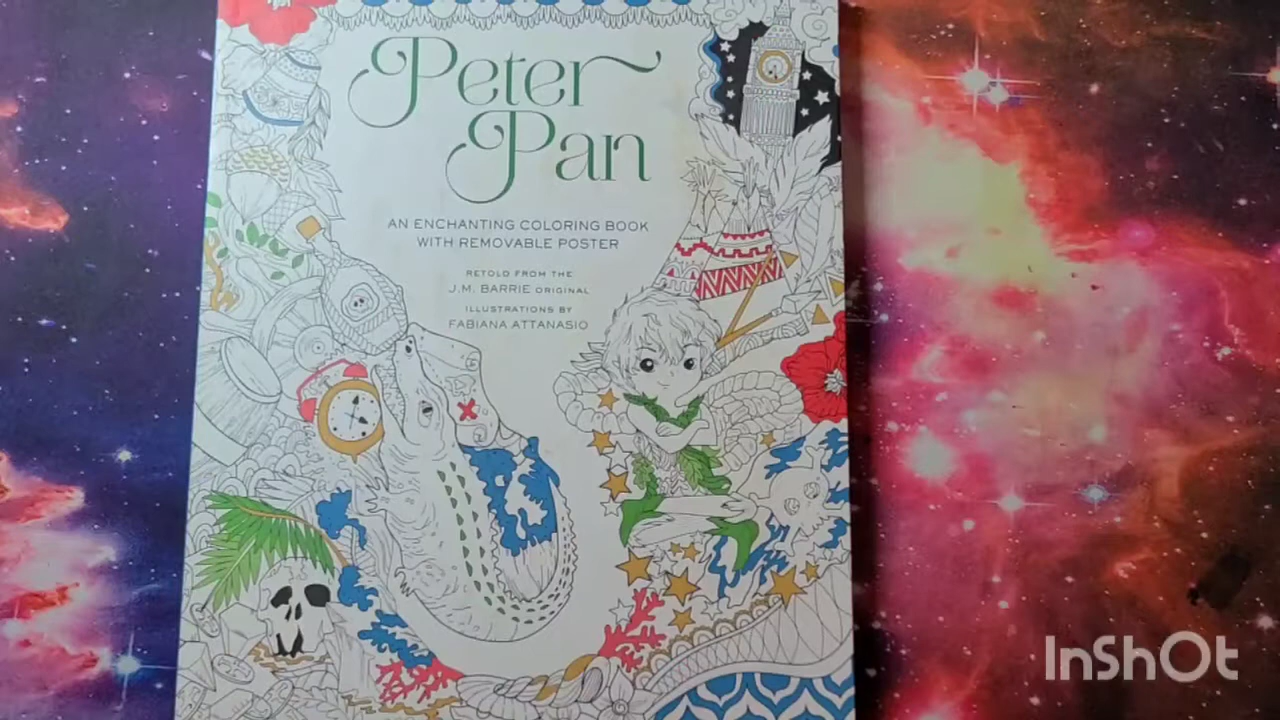 Peter
Pan
AN ENCHANTING COLORING BOOK
WITH REMOVABLE POSTER
RETOLD FROM THE
J.M. BARRIE ORIGINAL
ILLUSTRATIONS BY
FABIANA ATTANASIO
InShOt